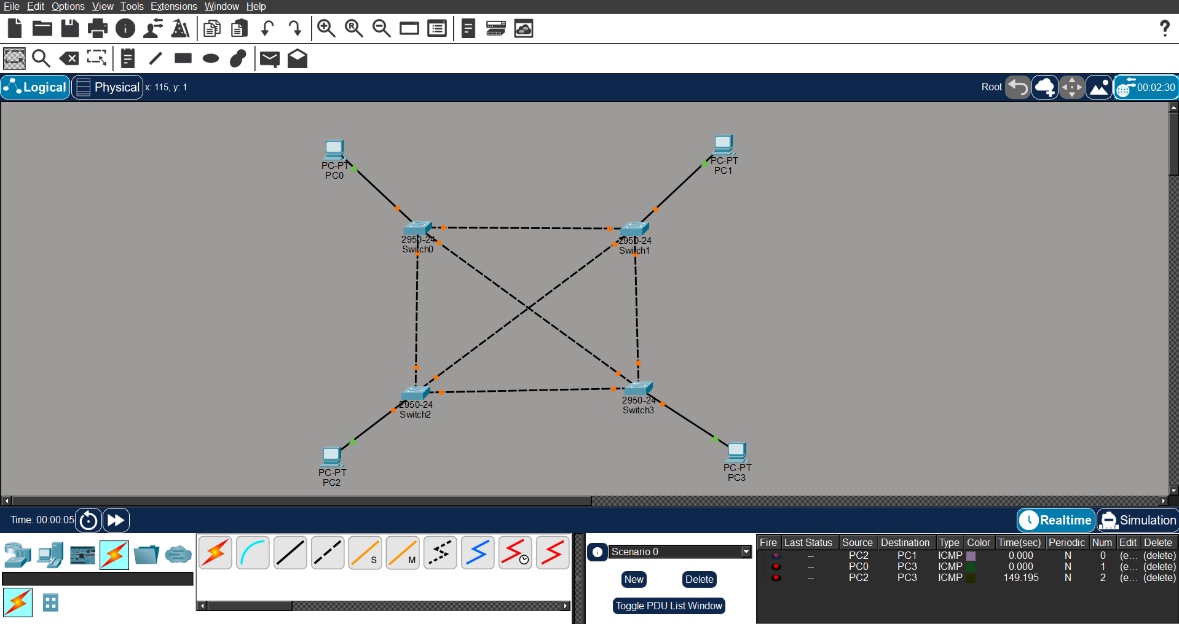 File Edit Options View Tools Extensions Window Help
?
Logical Physical x: 115, y: 1 Root 00:02:30
PC-PT
PC0
PC-PT
PC1
2950-24
Switch0
2950-24
Switch1
2950-24
Switch2
2950-24
Switch3
PC-PT
PC2
PC-PT
PC3
Time: 00:00:05 Realtime Simulation
S M
Scenario 0
New Delete
Toggle PDU List Window
Fire Last Status Source Destination Type Color Time(sec) Periodic Num Edit Delete
-- PC2 PC1 ICMP 0.000 N 0 (e... (delete)
-- PC0 PC3 ICMP 0.000 N 1 (e... (delete)
-- PC2 PC3 ICMP 149.195 N 2 (e... (delete)